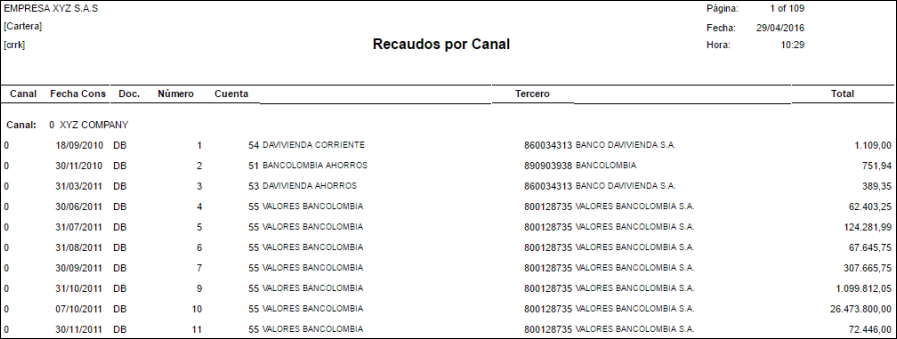 EMPRESA XYZ S.A.S Página: 1 of 109
[Cartera] Fecha: 29/04/2016
[crrk] Recaudos por Canal Hora: 10:29
Canal Fecha Cons Doc. Número Cuenta Tercero Total
Canal: 0 XYZ COMPANY
0 18/09/2010 DB 1 54 DAVIVIENDA CORRIENTE 860034313 BANCO DAVIVIENDA S.A. 1.109,00
0 30/11/2010 DB 2 51 BANCOLOMBIA AHORROS 890903938 BANCOLOMBIA 751,94
0 31/03/2011 DB 3 53 DAVIVIENDA AHORROS 860034313 BANCO DAVIVIENDA S.A. 389,35
0 30/06/2011 DB 4 55 VALORES BANCOLOMBIA 800128735 VALORES BANCOLOMBIA S.A. 62.403,25
0 31/07/2011 DB 5 55 VALORES BANCOLOMBIA 800128735 VALORES BANCOLOMBIA S.A. 124.281,99
0 31/08/2011 DB 6 55 VALORES BANCOLOMBIA 800128735 VALORES BANCOLOMBIA S.A. 67.645,75
0 30/09/2011 DB 7 55 VALORES BANCOLOMBIA 800128735 VALORES BANCOLOMBIA S.A. 307.665,75
0 31/10/2011 DB 9 55 VALORES BANCOLOMBIA 800128735 VALORES BANCOLOMBIA S.A. 1.099.812,05
0 07/10/2011 DB 10 55 VALORES BANCOLOMBIA 800128735 VALORES BANCOLOMBIA S.A. 26.473.800,00
0 30/11/2011 DB 11 55 VALORES BANCOLOMBIA 800128735 VALORES BANCOLOMBIA S.A. 72.446,00